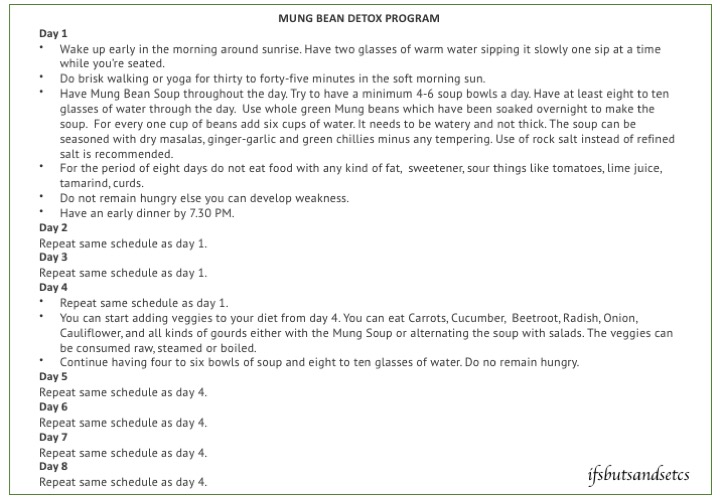 MUNG BEAN DETOX PROGRAM
Day 1
• Wake up early in the morning around sunrise. Have two glasses of warm water sipping it slowly one sip at a time
while you're seated.
• Do brisk walking or yoga for thirty to forty-five minutes in the soft morning sun.
• Have Mung Bean Soup throughout the day. Try to have a minimum 4-6 soup bowls a day. Have at least eight to ten
glasses of water through the day. Use whole green Mung beans which have been soaked overnight to make the
soup. For every one cup of beans add six cups of water. It needs to be watery and not thick. The soup can be
seasoned with dry masalas, ginger-garlic and green chillies minus any tempering. Use of rock salt instead of refined
salt is recommended.
• For the period of eight days do not eat food with any kind of fat, sweetener, sour things like tomatoes, lime juice,
tamarind, curds.
• Do not remain hungry else you can develop weakness.
• Have an early dinner by 7.30 PM.
Day 2
Repeat same schedule as day 1.
Day 3
Repeat same schedule as day 1.
Day 4
• Repeat same schedule as day 1.
• You can start adding veggies to your diet from day 4. You can eat Carrots, Cucumber, Beetroot, Radish, Onion,
Cauliflower, and all kinds of gourds either with the Mung Soup or alternating the soup with salads. The veggies can
be consumed raw, steamed or boiled.
• Continue having four to six bowls of soup and eight to ten glasses of water. Do no remain hungry.
Day 5
Repeat same schedule as day 4.
Day 6
Repeat same schedule as day 4.
Day 7
Repeat same schedule as day 4.
Day 8
Repeat same schedule as day 4.
ifsbutsandsetcs